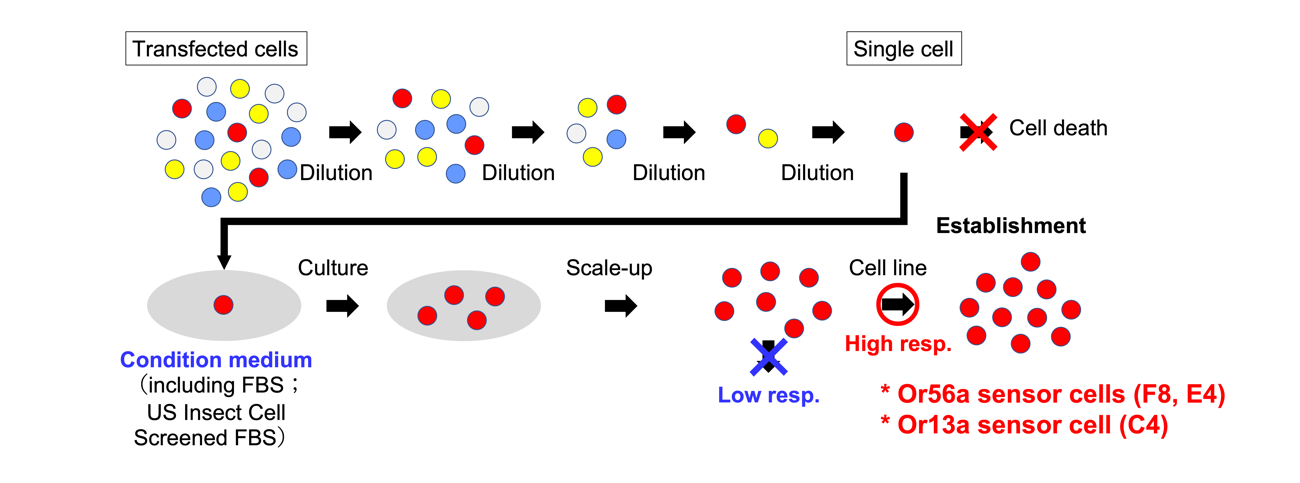 Transfected cells
Single cell
Cell death
Dilution
Dilution
Dilution
Dilution
Establishment
Culture
Scale-up
Cell line
High resp.
Low resp.
Condition medium
（including FBS；
US Insect Cell
Screened FBS）
* Or56a sensor cells (F8, E4)
* Or13a sensor cell (C4)